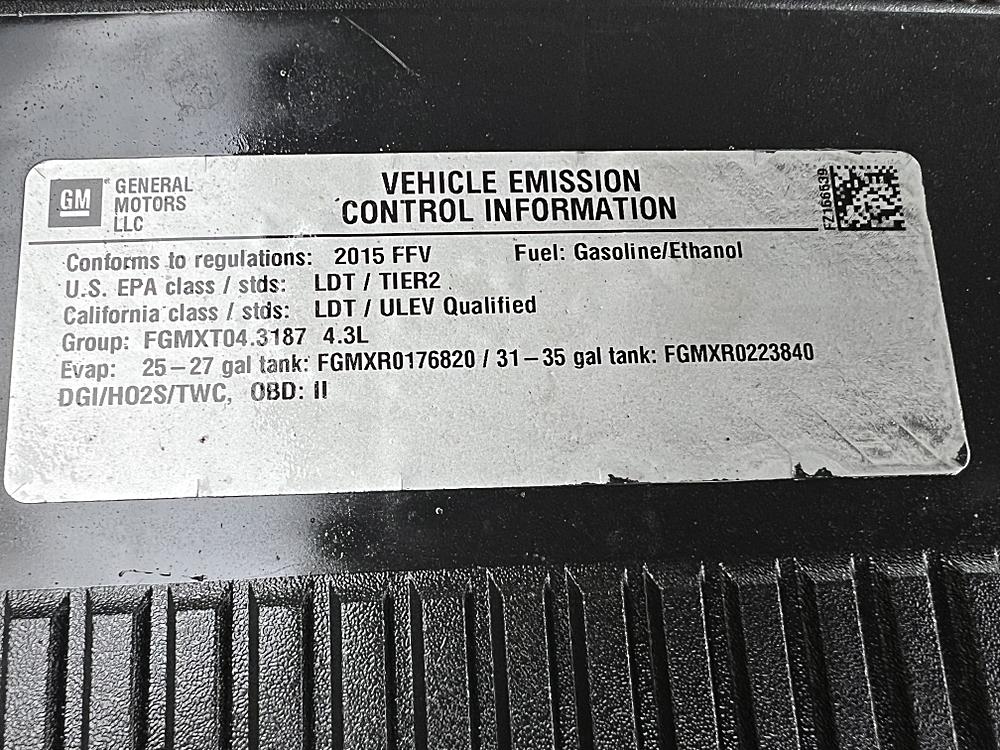 GM
GENERAL
MOTORS
LLC
VEHICLE EMISSION
CONTROL INFORMATION
FZ166639
Conforms to regulations: 2015 FFV Fuel: Gasoline/Ethanol
U.S. EPA class / stds: LDT / TIER2
California class / stds: LDT / ULEV Qualified
Group: FGMXT04.3187 4.3L
Evap: 25-27 gal tank: FGMXR0176820 / 31-35 gal tank: FGMXR0223840
DGI/HO2S/TWC, OBD: II